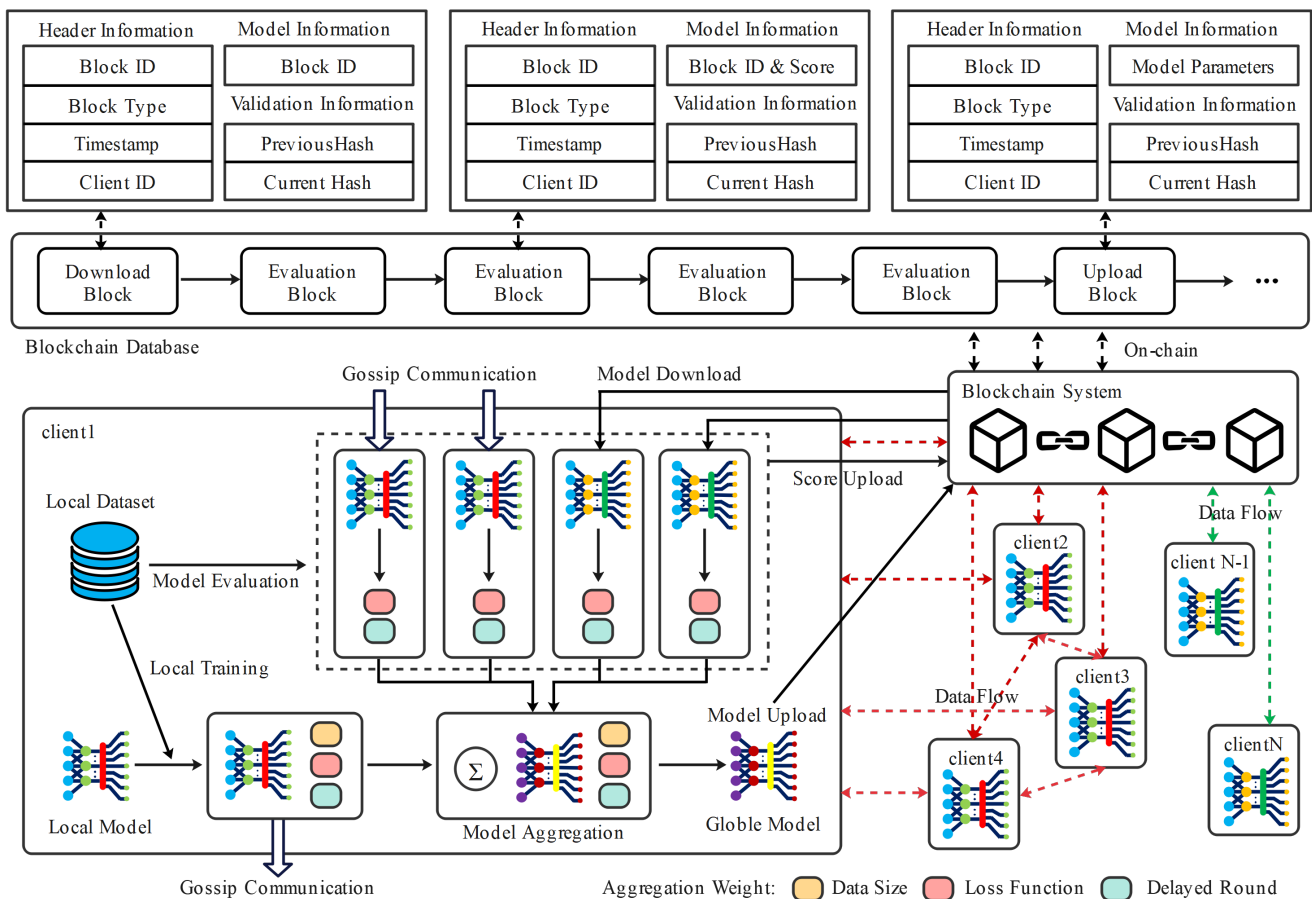 Header Information
Model Information
Block ID
Block ID
Block Type
Validation Information
Timestamp
PreviousHash
Client ID
Current Hash
Header Information
Model Information
Block ID
Block ID & Score
Block Type
Validation Information
Timestamp
PreviousHash
Client ID
Current Hash
Header Information
Model Information
Block ID
Model Parameters
Block Type
Validation Information
Timestamp
PreviousHash
Client ID
Current Hash
Download
Block
Evaluation
Block
Evaluation
Block
Evaluation
Block
Evaluation
Block
Upload
Block
...
Blockchain Database
On-chain
Gossip Communication
Model Download
Blockchain System
client1
Score Upload
Local Dataset
Model Evaluation
Local Training
Data Flow
client2
client N-1
client3
Data Flow
client4
clientN
Model Upload
Σ
Local Model
Model Aggregation
Globle Model
Gossip Communication
Aggregation Weight:
Data Size
Loss Function
Delayed Round